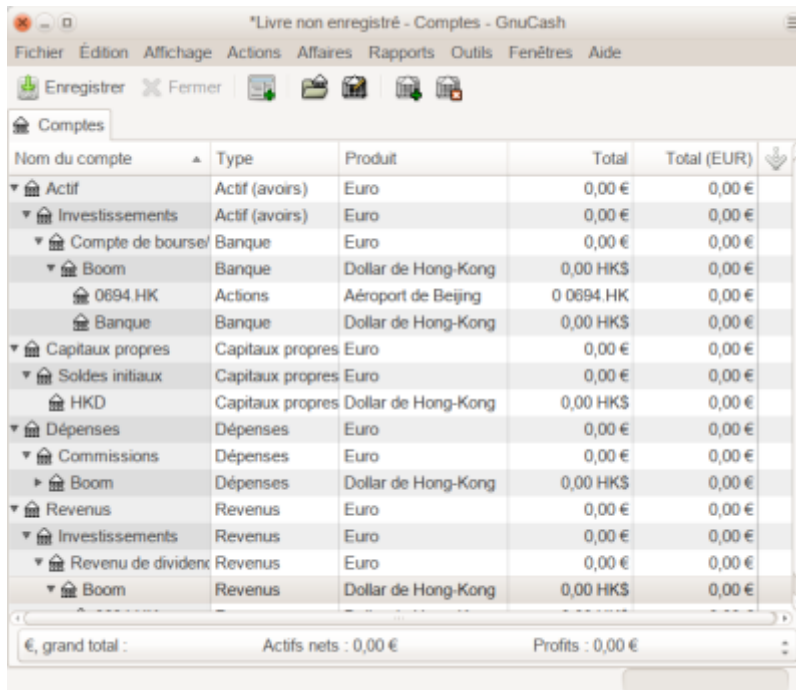 *Livre non enregistré - Comptes - GnuCash
Fichier Édition Affichage Actions Affaires Rapports Outils Fenêtres Aide
Enregistrer Fermer
Comptes
Nom du compte Type Produit Total Total (EUR)
Actif Actif (avoirs) Euro 0,00 € 0,00 €
Investissements Actif (avoirs) Euro 0,00 € 0,00 €
Compte de bourse/ Banque Euro 0,00 € 0,00 €
Boom Banque Dollar de Hong-Kong 0,00 HK$ 0,00 €
0694.HK Actions Aéroport de Beijing 0 0694.HK 0,00 €
Banque Banque Dollar de Hong-Kong 0,00 HK$ 0,00 €
Capitaux propres Capitaux propres Euro 0,00 € 0,00 €
Soldes initiaux Capitaux propres Euro 0,00 € 0,00 €
HKD Capitaux propres Dollar de Hong-Kong 0,00 HK$ 0,00 €
Dépenses Dépenses Euro 0,00 € 0,00 €
Commissions Dépenses Euro 0,00 € 0,00 €
Boom Dépenses Dollar de Hong-Kong 0,00 HK$ 0,00 €
Revenus Revenus Euro 0,00 € 0,00 €
Investissements Revenus Euro 0,00 € 0,00 €
Revenu de dividenc Revenus Euro 0,00 € 0,00 €
Boom Revenus Dollar de Hong-Kong 0,00 HK$ 0,00 €
€, grand total : Actifs nets : 0,00 € Profits : 0,00 €